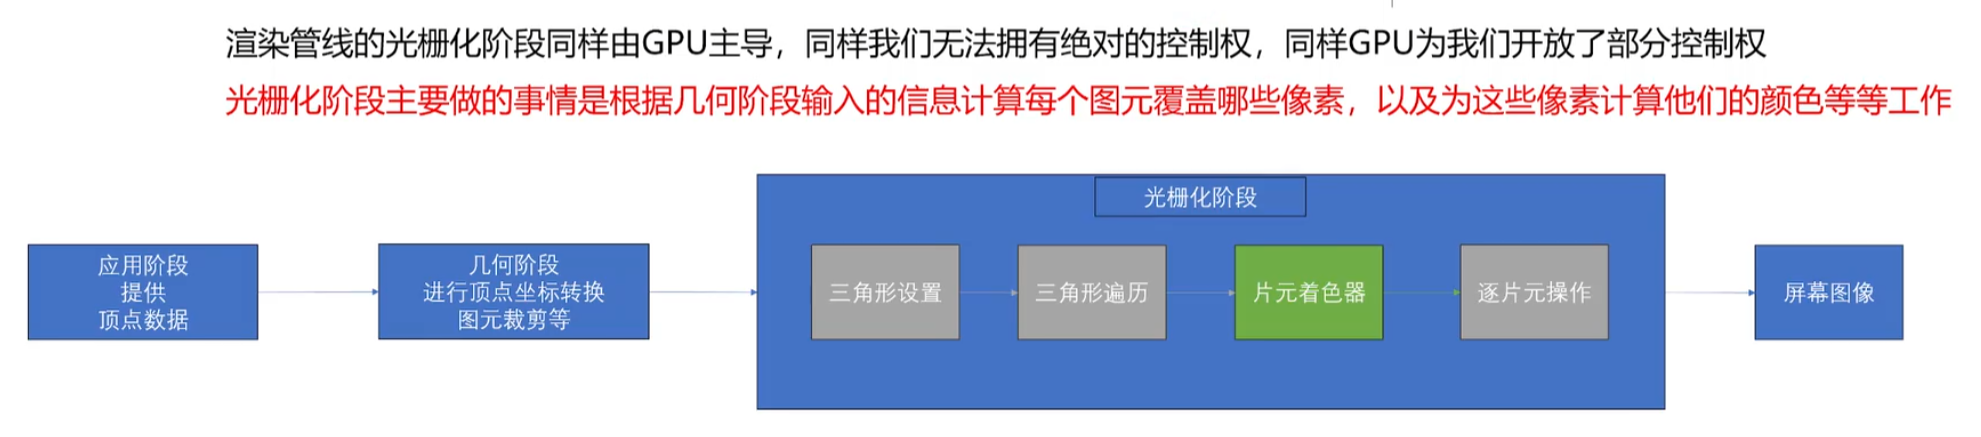 渲染管线的光栅化阶段同样由GPU主导，同样我们无法拥有绝对的控制权，同样GPU为我们开放了部分控制权
光栅化阶段主要做的事情是根据几何阶段输入的信息计算每个图元覆盖哪些像素，以及为这些像素计算他们的颜色等等工作
光栅化阶段
应用阶段
提供
顶点数据
几何阶段
进行顶点坐标转换
图元裁剪等
三角形设置
三角形遍历
片元着色器
逐片元操作
屏幕图像